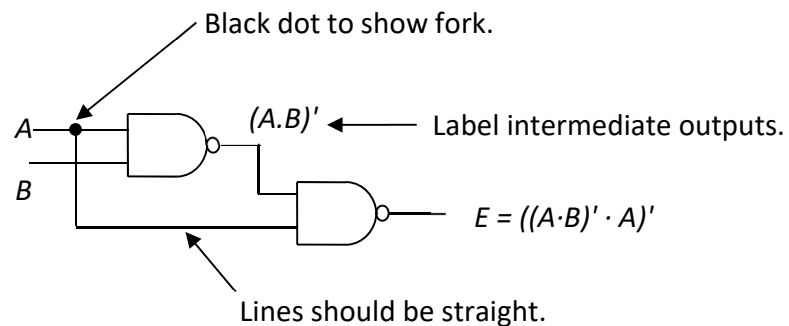 Black dot to show fork.
A
(A.B)'
Label intermediate outputs.
B
E = ((A·B)' · A)'
Lines should be straight.